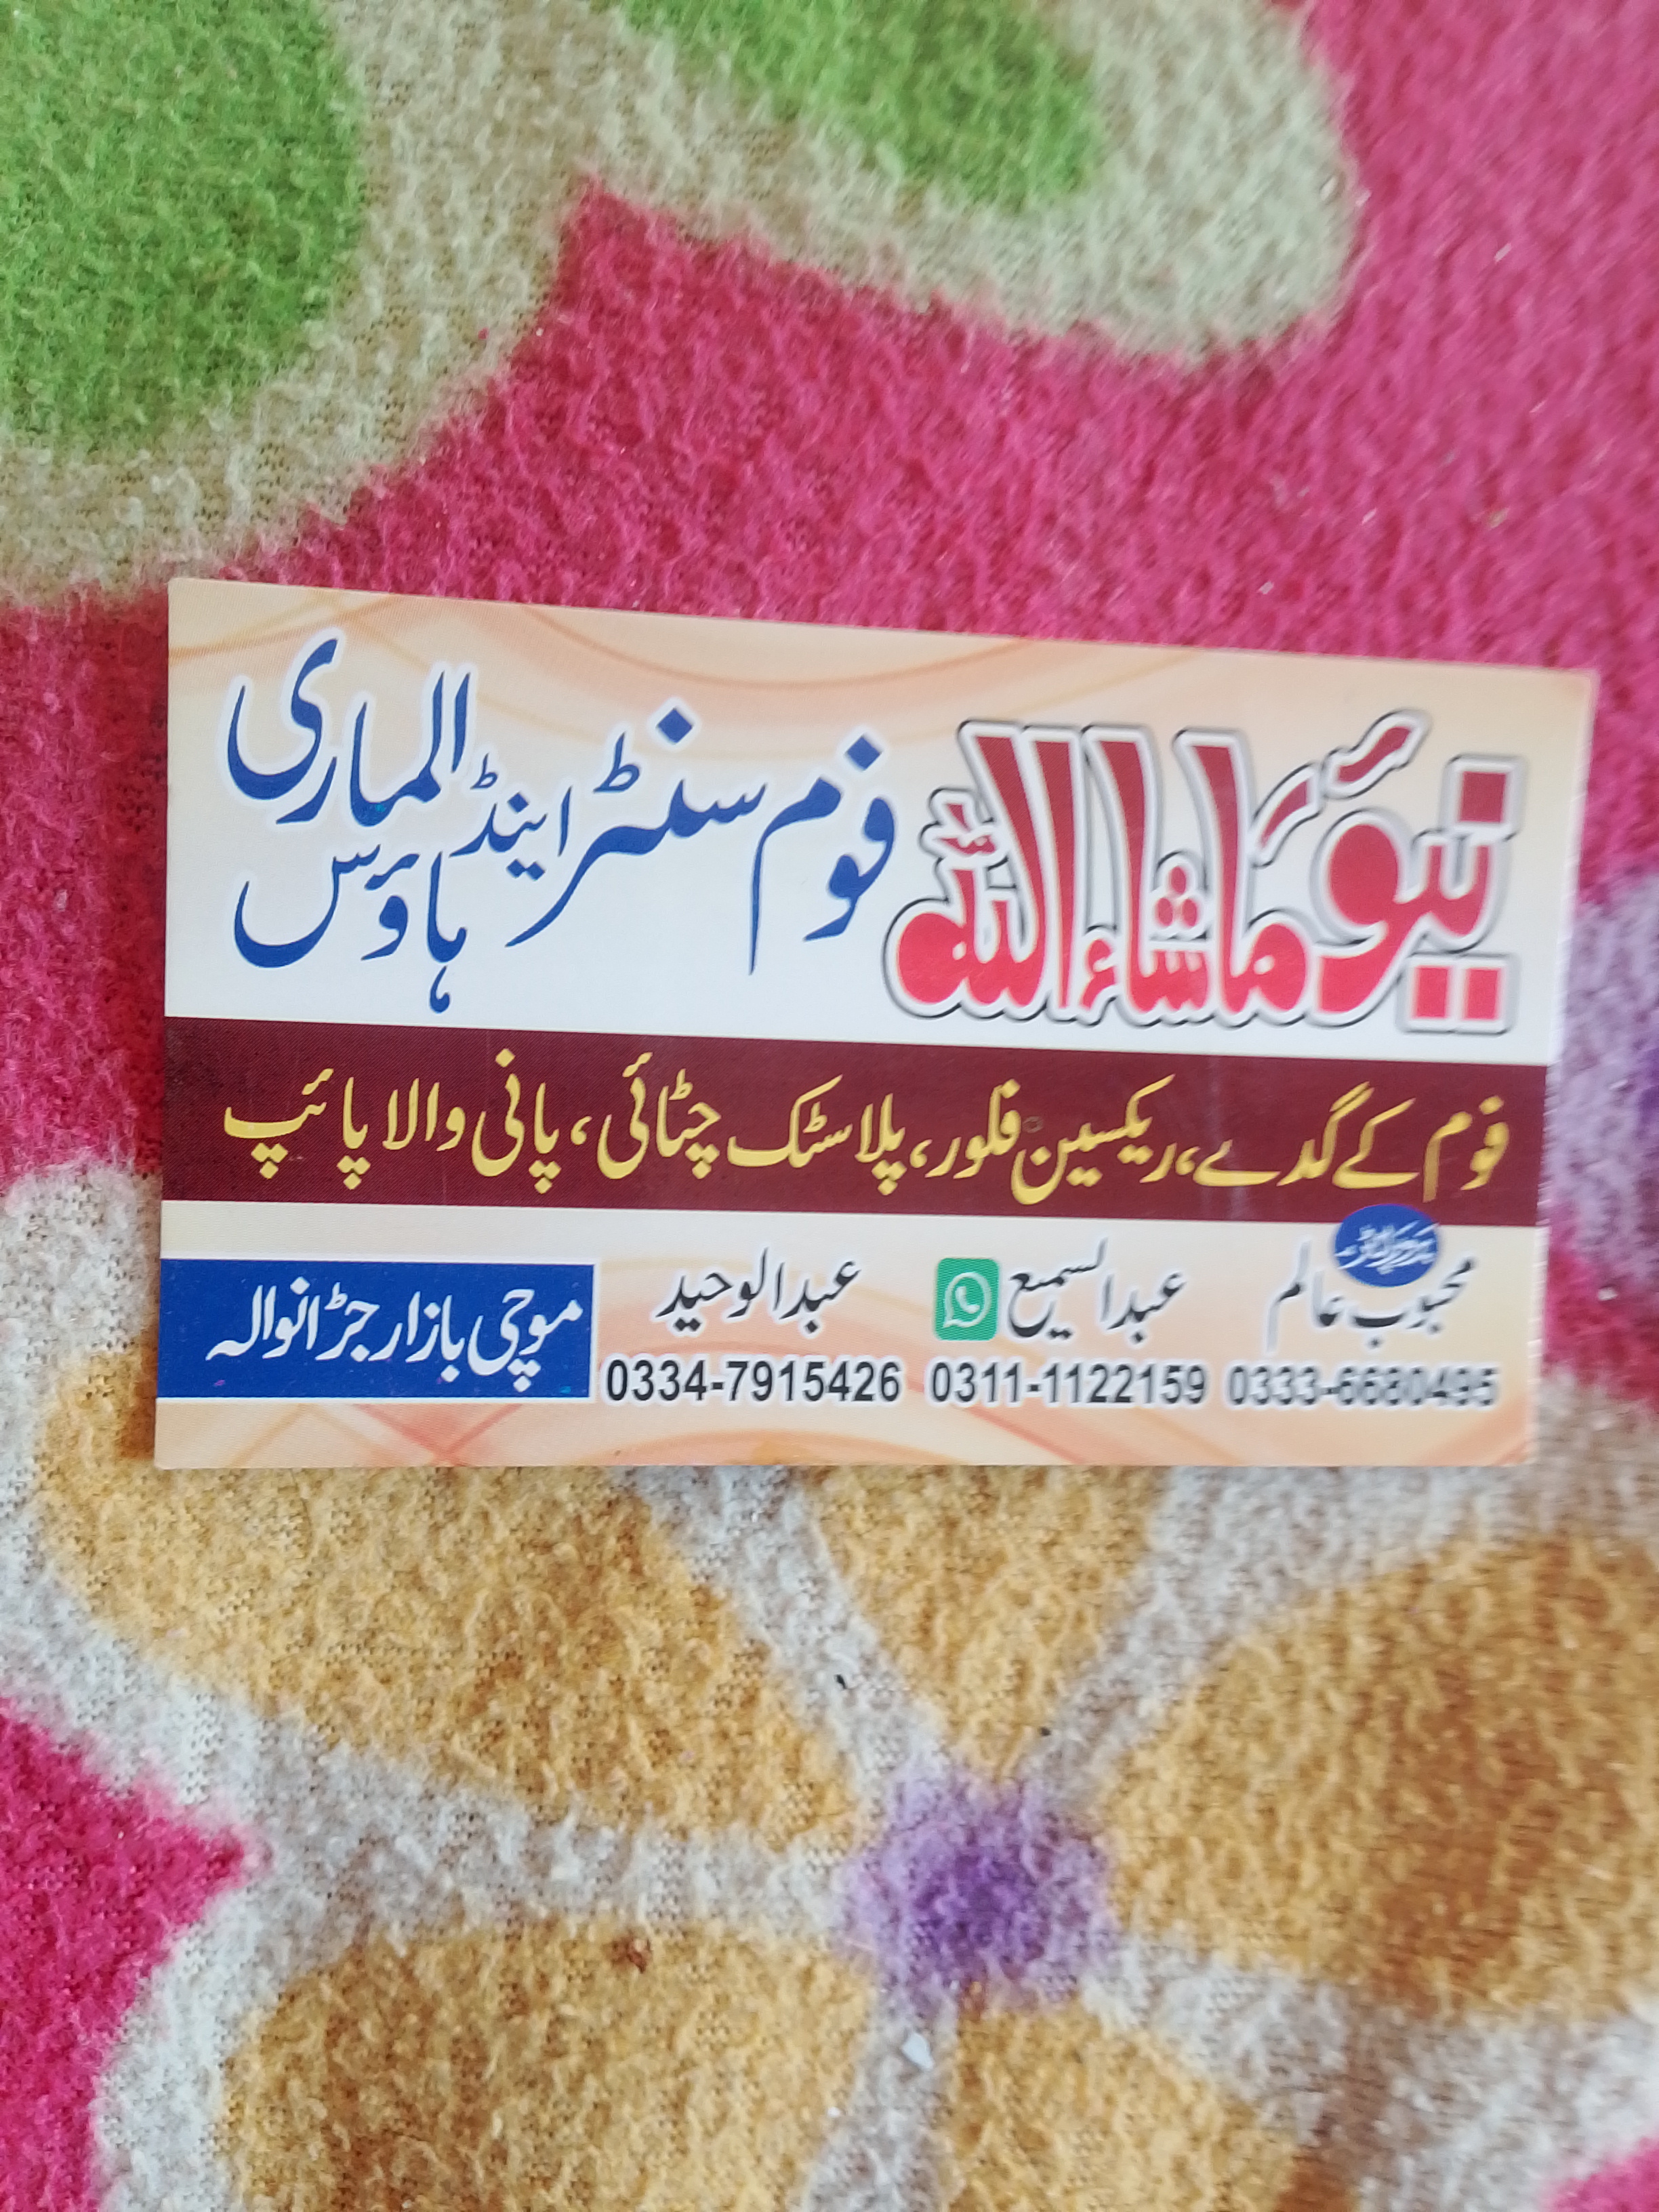 نیو ماشاءاللہ فوم سنٹر اینڈ الماری ہاؤس
فوم کے گدے، ریکسین فلور، پلاسٹک چٹائی، پانی والا پائپ
محبوب عالم عبدالسمیع عبدالوحید
0333-6680495 0311-1122159 0334-7915426
موچی بازار جڑانوالہ